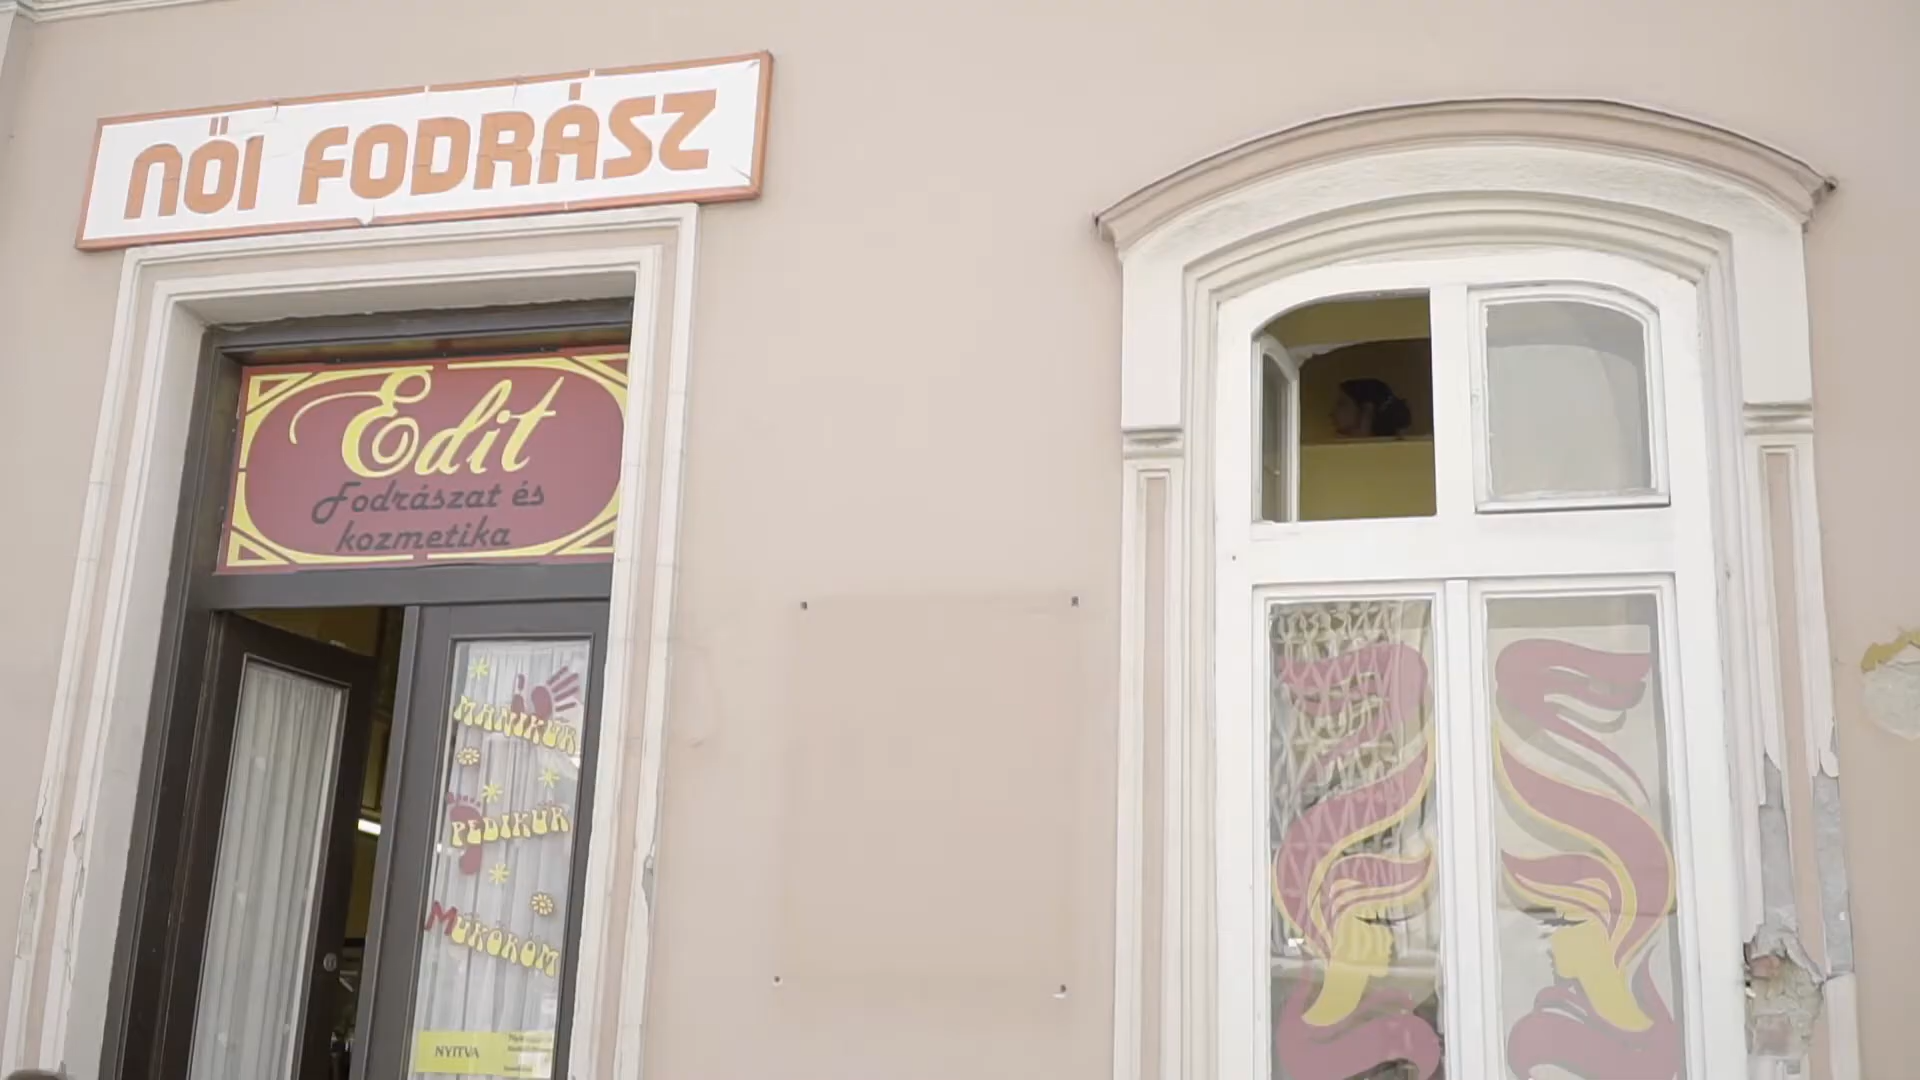 NŐI FODRÁSZ
Edit
Fodrászat és
kozmetika
MANIKŰR
PEDIKŰR
MŰKÖRÖM
NYITVA